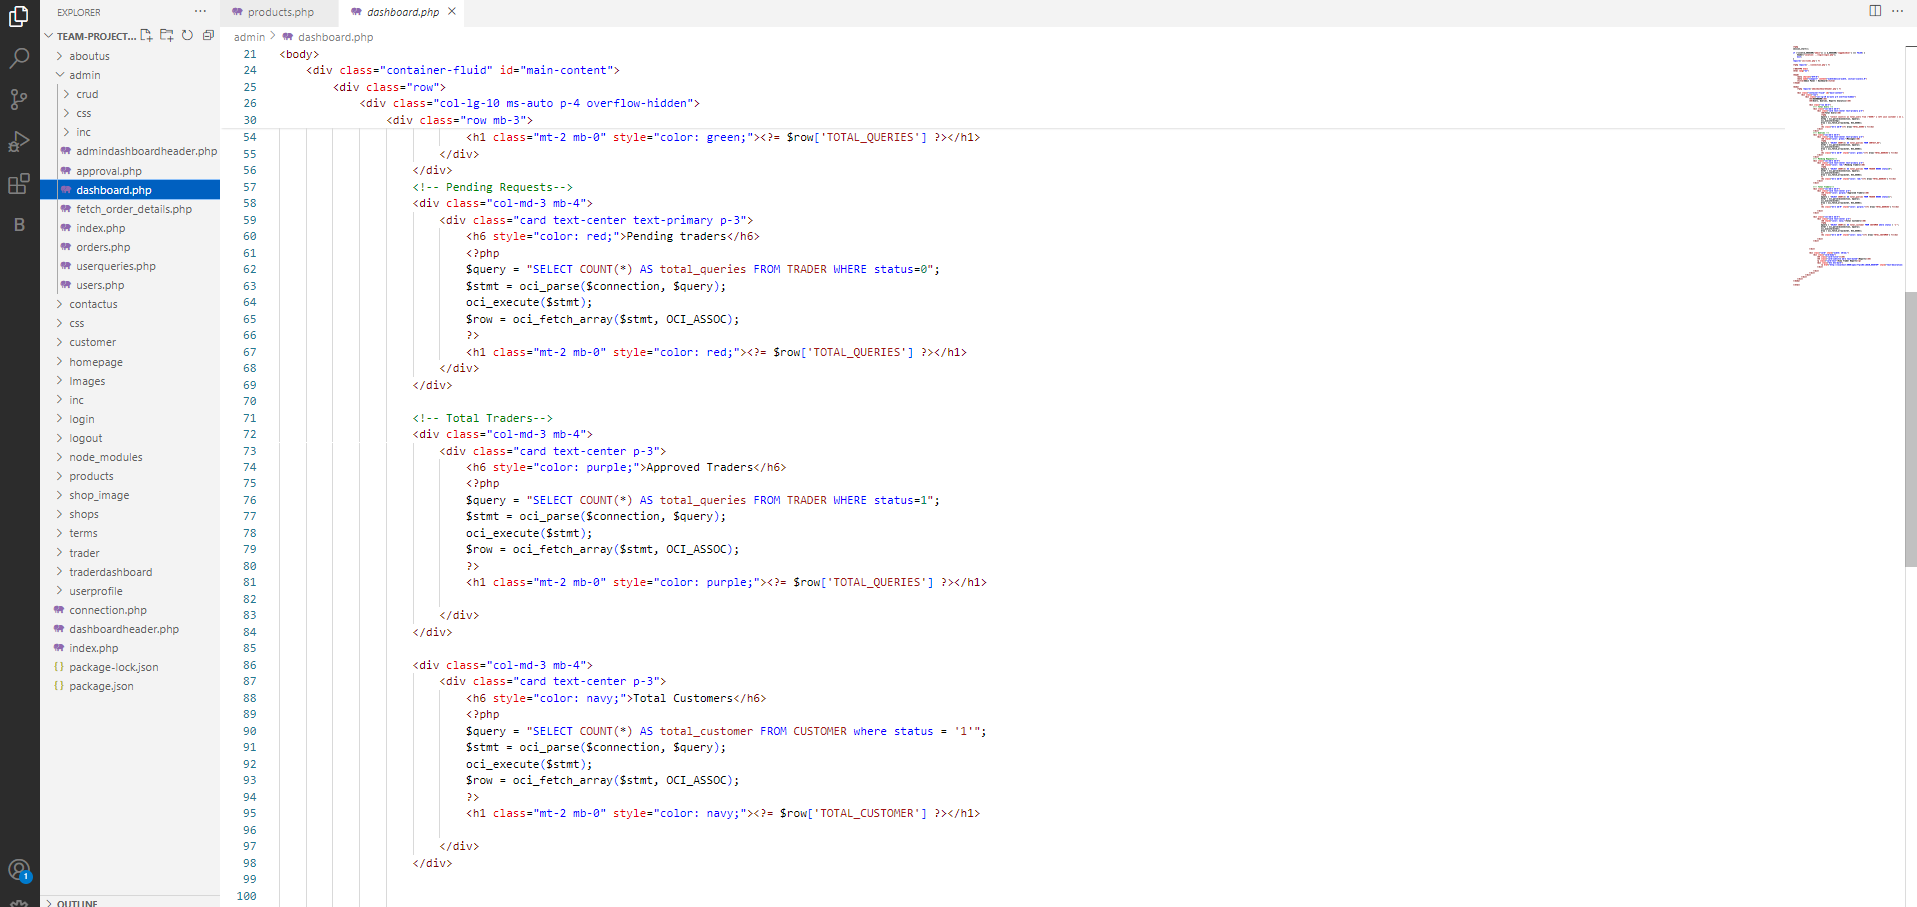 EXPLORER
TEAM-PROJECT...
aboutus
admin
crud
css
inc
admindashboardheader.php
approval.php
dashboard.php
fetch_order_details.php
index.php
orders.php
userqueries.php
users.php
contactus
css
customer
homepage
Images
inc
login
logout
node_modules
products
shop_image
shops
terms
trader
traderdashboard
userprofile
connection.php
dashboardheader.php
index.php
package-lock.json
package.json
OUTLINE
B
1
products.php
dashboard.php
admin > dashboard.php
21 <body>
24 <div class="container-fluid" id="main-content">
25 <div class="row">
26 <div class="col-lg-10 ms-auto p-4 overflow-hidden">
30 <div class="row mb-3">
54 <h1 class="mt-2 mb-0" style="color: green;"><?= $row['TOTAL_QUERIES'] ?></h1>
55 </div>
56 </div>
57 <!-- Pending Requests-->
58 <div class="col-md-3 mb-4">
59 <div class="card text-center text-primary p-3">
60 <h6 style="color: red;">Pending traders</h6>
61 <?php
62 $query = "SELECT COUNT(*) AS total_queries FROM TRADER WHERE status=0";
63 $stmt = oci_parse($connection, $query);
64 oci_execute($stmt);
65 $row = oci_fetch_array($stmt, OCI_ASSOC);
66 ?>
67 <h1 class="mt-2 mb-0" style="color: red;"><?= $row['TOTAL_QUERIES'] ?></h1>
68 </div>
69 </div>
70
71 <!-- Total Traders-->
72 <div class="col-md-3 mb-4">
73 <div class="card text-center p-3">
74 <h6 style="color: purple;">Approved Traders</h6>
75 <?php
76 $query = "SELECT COUNT(*) AS total_queries FROM TRADER WHERE status=1";
77 $stmt = oci_parse($connection, $query);
78 oci_execute($stmt);
79 $row = oci_fetch_array($stmt, OCI_ASSOC);
80 ?>
81 <h1 class="mt-2 mb-0" style="color: purple;"><?= $row['TOTAL_QUERIES'] ?></h1>
82
83 </div>
84 </div>
85
86 <div class="col-md-3 mb-4">
87 <div class="card text-center p-3">
88 <h6 style="color: navy;">Total Customers</h6>
89 <?php
90 $query = "SELECT COUNT(*) AS total_customer FROM CUSTOMER where status = '1'";
91 $stmt = oci_parse($connection, $query);
92 oci_execute($stmt);
93 $row = oci_fetch_array($stmt, OCI_ASSOC);
94 ?>
95 <h1 class="mt-2 mb-0" style="color: navy;"><?= $row['TOTAL_CUSTOMER'] ?></h1>
96
97 </div>
98 </div>
99
100